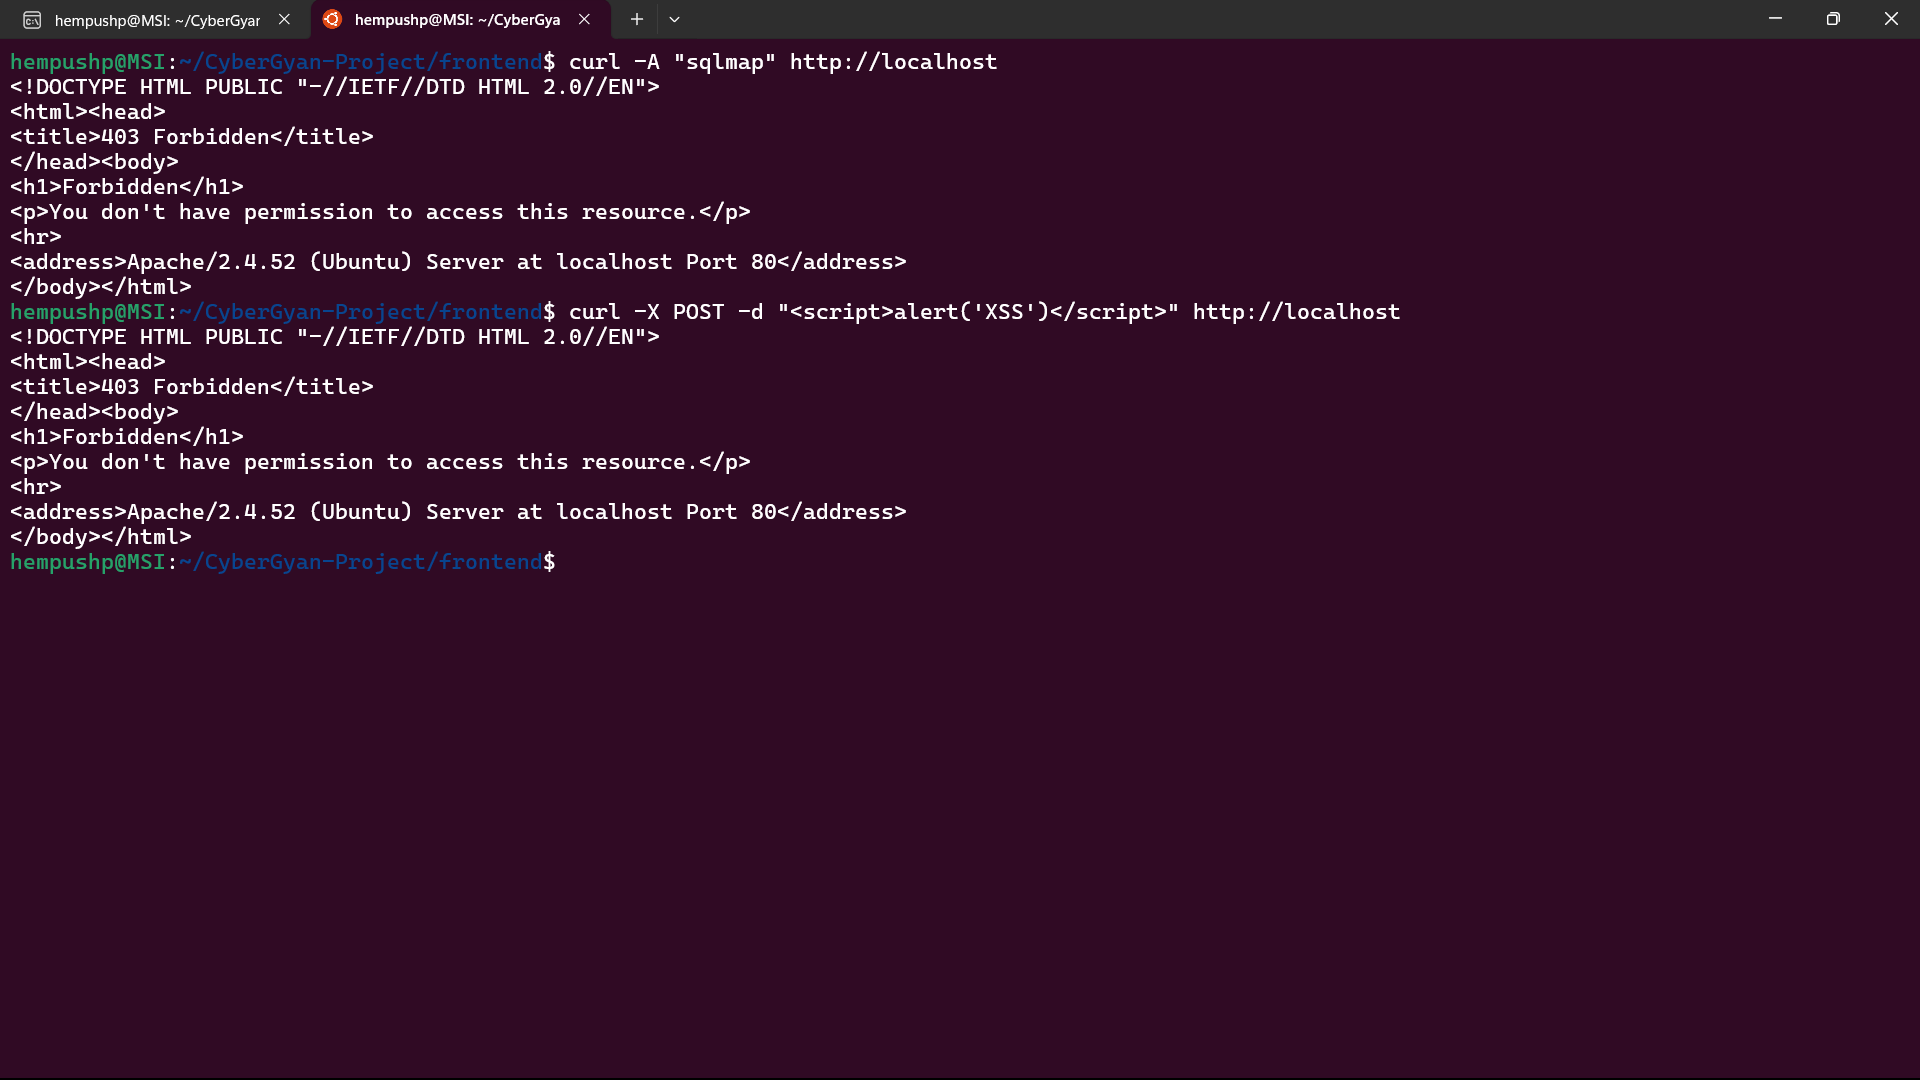 hempushp@MSI: ~/CyberGyar
hempushp@MSI: ~/CyberGya
hempushp@MSI:~/CyberGyan-Project/frontend$ curl -A "sqlmap" http://localhost
<!DOCTYPE HTML PUBLIC "-//IETF//DTD HTML 2.0//EN">
<html><head>
<title>403 Forbidden</title>
</head><body>
<h1>Forbidden</h1>
<p>You don't have permission to access this resource.</p>
<hr>
<address>Apache/2.4.52 (Ubuntu) Server at localhost Port 80</address>
</body></html>
hempushp@MSI:~/CyberGyan-Project/frontend$ curl -X POST -d "<script>alert('XSS')</script>" http://localhost
<!DOCTYPE HTML PUBLIC "-//IETF//DTD HTML 2.0//EN">
<html><head>
<title>403 Forbidden</title>
</head><body>
<h1>Forbidden</h1>
<p>You don't have permission to access this resource.</p>
<hr>
<address>Apache/2.4.52 (Ubuntu) Server at localhost Port 80</address>
</body></html>
hempushp@MSI:~/CyberGyan-Project/frontend$